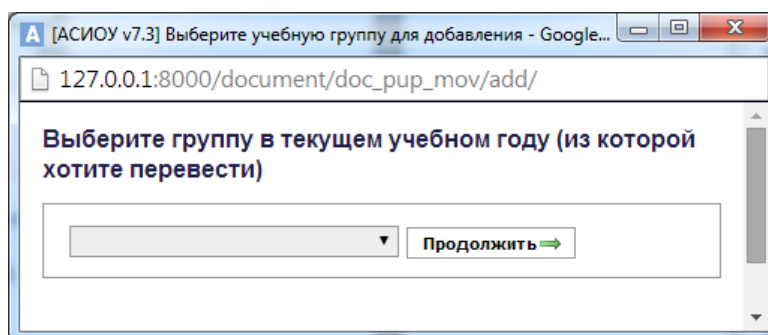 [АСИОУ v7.3] Выберите учебную группу для добавления - Google...
127.0.0.1:8000/document/doc_pup_mov/add/
Выберите группу в текущем учебном году (из которой
хотите перевести)
Продолжить